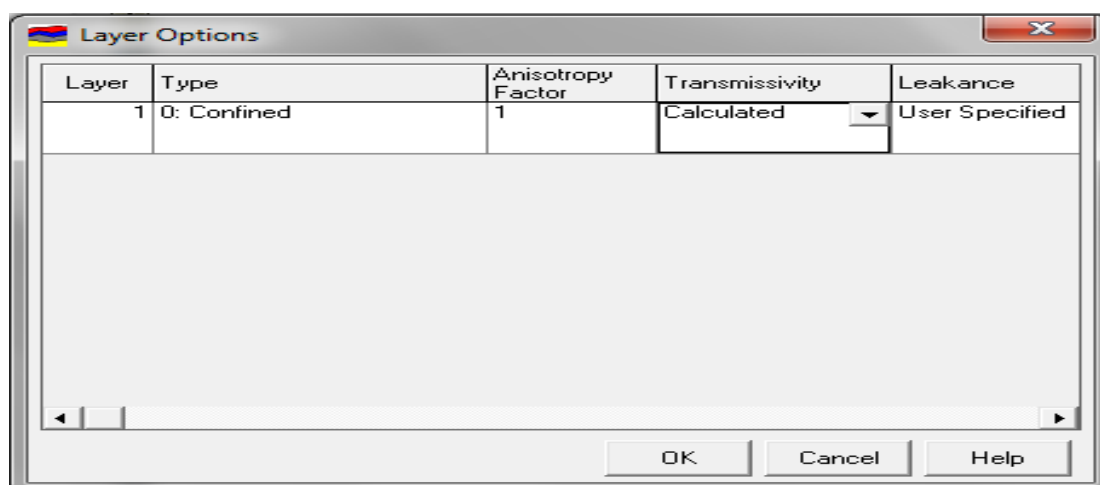 Layer Options
Layer Type Anisotropy Factor Transmissivity Leakance
1 0: Confined 1 Calculated User Specified
OK Cancel Help